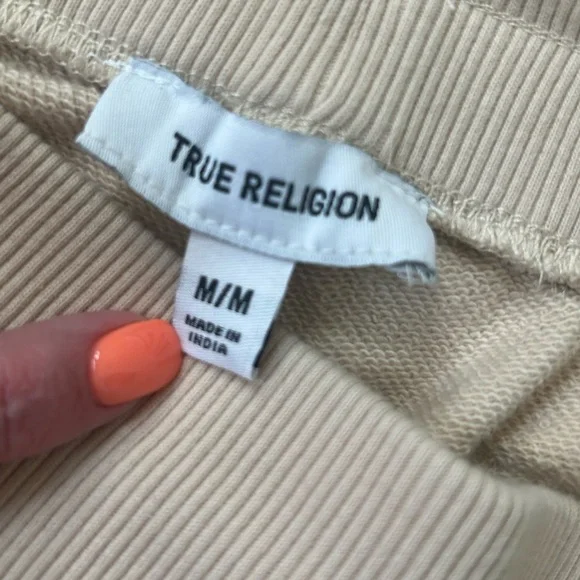 TRUE RELIGION
M/M
MADE IN
INDIA